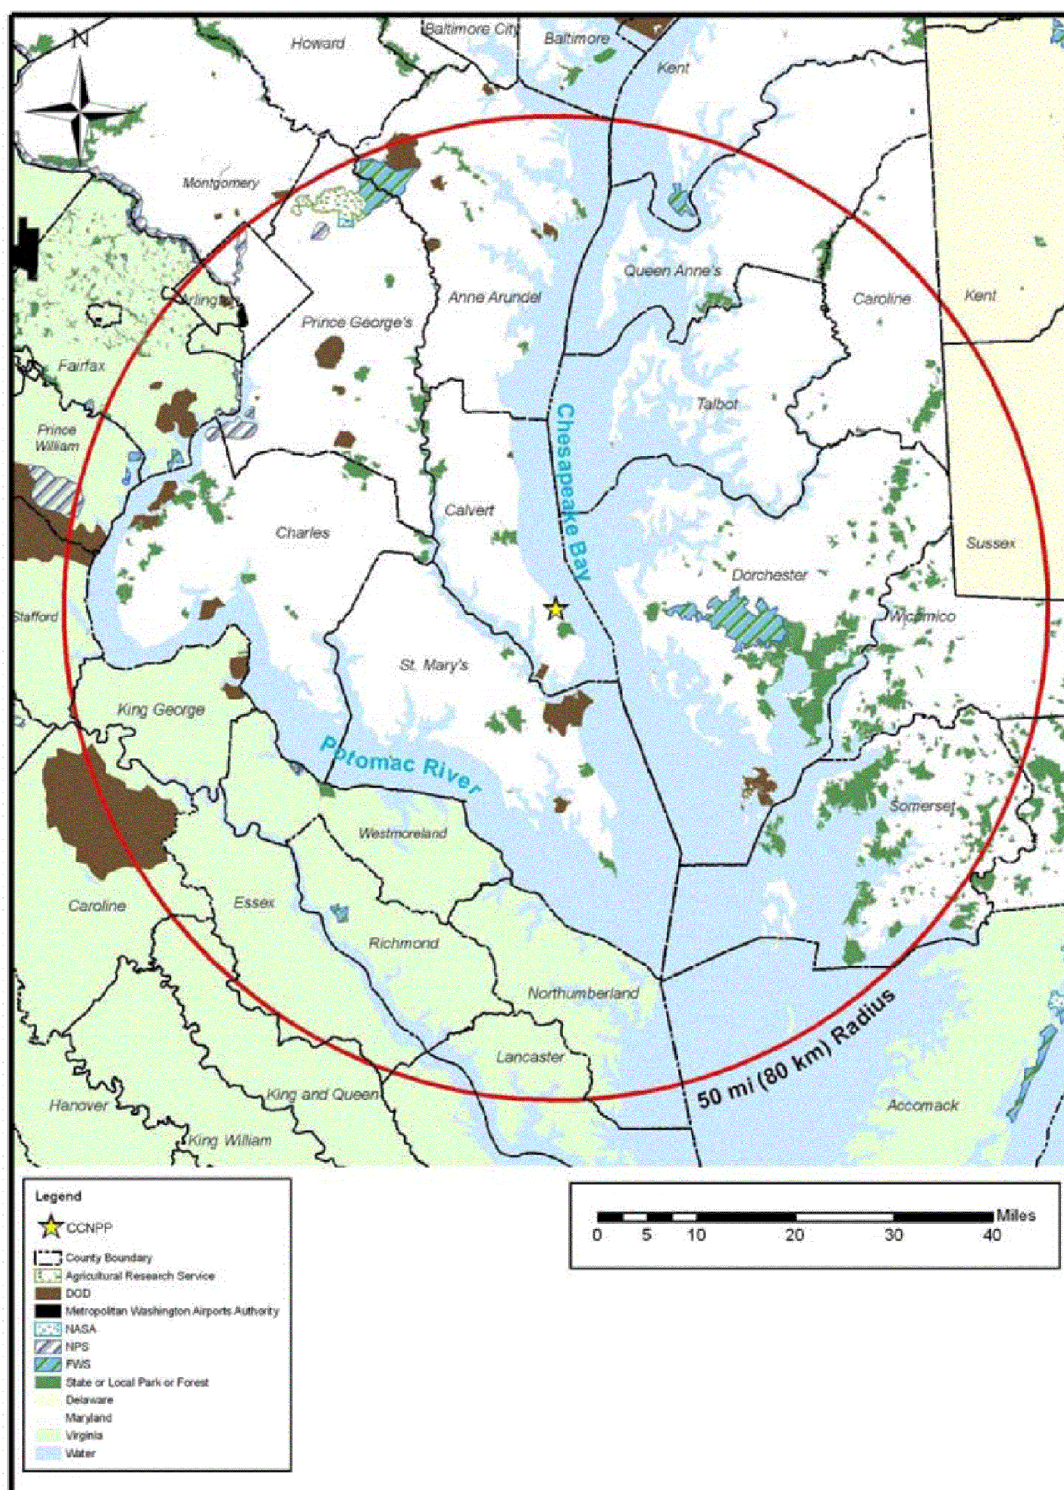 Baltimore City
Howard
Baltimore
N
Kent
Montgomery
Queen Anne's
Arlington
Anne Arundel
Caroline
Kent
Prince George's
Fairfax
Talbot
Prince
William
Chesapeake Bay
Calvert
Charles
Sussex
Dorchester
Stafford
Wicomico
St. Mary's
King George
Potomac River
Somerset
Westmoreland
Caroline
Essex
Richmond
Northumberland
50 mi (80 km) Radius
Lancaster
King and Queen
Hanover
Accomack
King William
Legend
CCNPP
County Boundary
Agricultural Research Service
DOD
Metropolitan Washington Airports Authority
NASA
NPS
FWS
State or Local Park or Forest
Delaware
Maryland
Virginia
Water
Miles
0 5 10 20 30 40